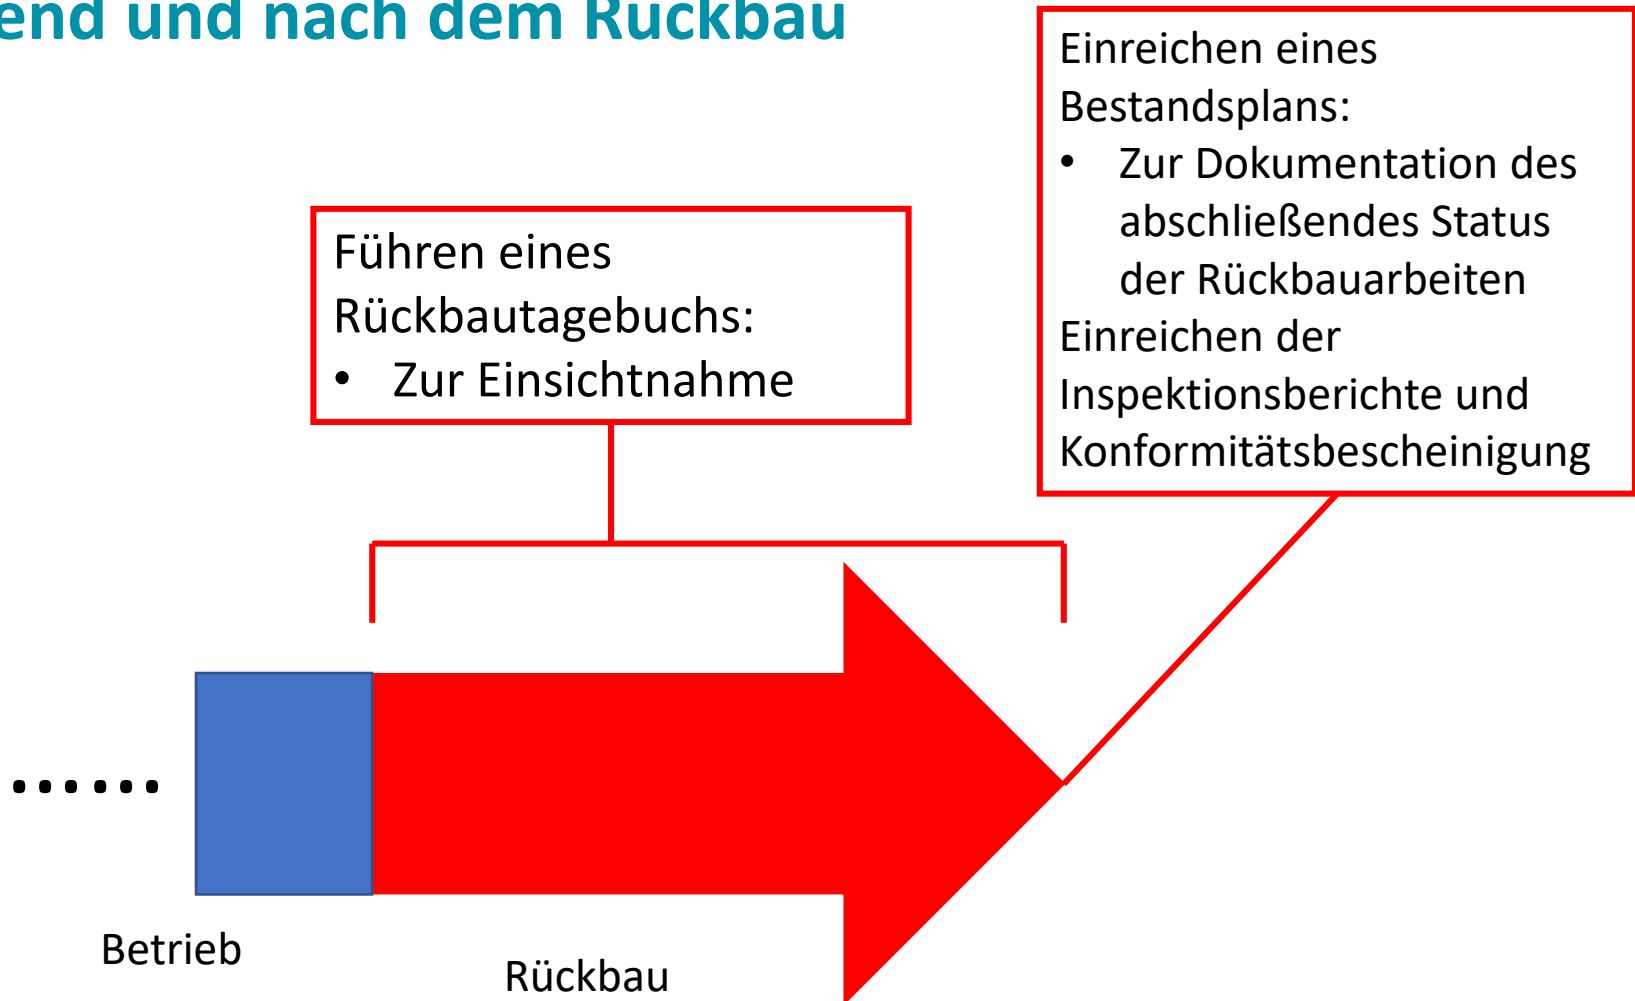 end und nach dem Rückbau
Einreichen eines
Bestandsplans:
• Zur Dokumentation des
abschließendes Status
der Rückbauarbeiten
Einreichen der
Inspektionsberichte und
Konformitätsbescheinigung
Führen eines
Rückbautagebuchs:
• Zur Einsichtnahme
......
Betrieb
Rückbau